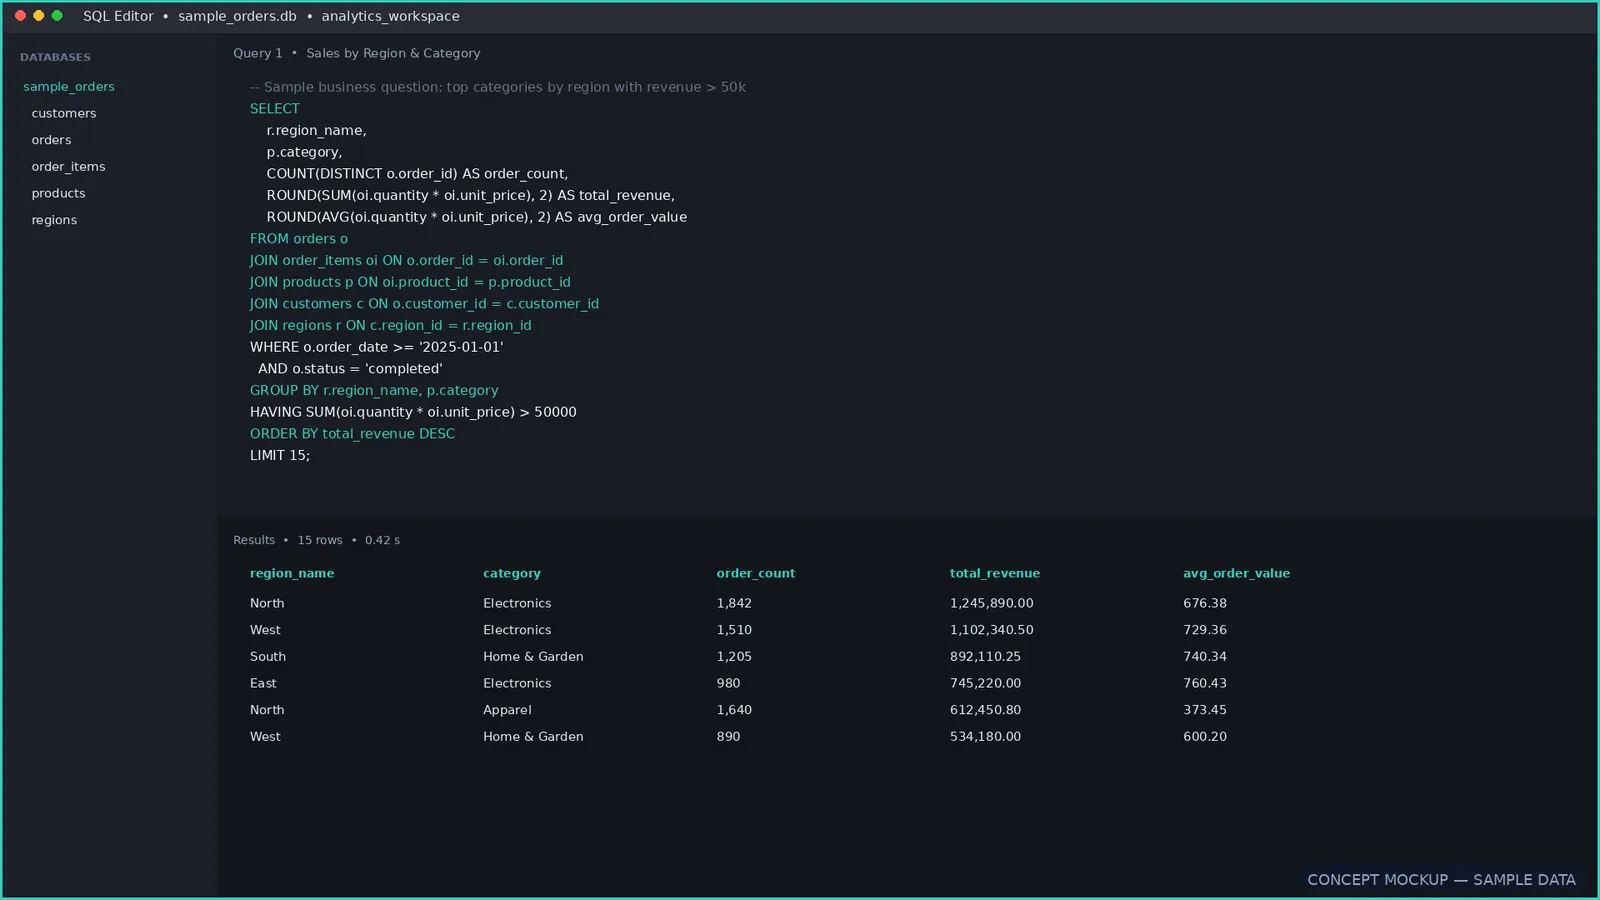 SQL Editor • sample_orders.db • analytics_workspace
DATABASES
sample_orders
customers
orders
order_items
products
regions
Query 1 • Sales by Region & Category
-- Sample business question: top categories by region with revenue > 50k
SELECT
r.region_name,
p.category,
COUNT(DISTINCT o.order_id) AS order_count,
ROUND(SUM(oi.quantity * oi.unit_price), 2) AS total_revenue,
ROUND(AVG(oi.quantity * oi.unit_price), 2) AS avg_order_value
FROM orders o
JOIN order_items oi ON o.order_id = oi.order_id
JOIN products p ON oi.product_id = p.product_id
JOIN customers c ON o.customer_id = c.customer_id
JOIN regions r ON c.region_id = r.region_id
WHERE o.order_date >= '2025-01-01'
AND o.status = 'completed'
GROUP BY r.region_name, p.category
HAVING SUM(oi.quantity * oi.unit_price) > 50000
ORDER BY total_revenue DESC
LIMIT 15;
Results • 15 rows • 0.42 s
region_name category order_count total_revenue avg_order_value
North Electronics 1,842 1,245,890.00 676.38
West Electronics 1,510 1,102,340.50 729.36
South Home & Garden 1,205 892,110.25 740.34
East Electronics 980 745,220.00 760.43
North Apparel 1,640 612,450.80 373.45
West Home & Garden 890 534,180.00 600.20
CONCEPT MOCKUP — SAMPLE DATA